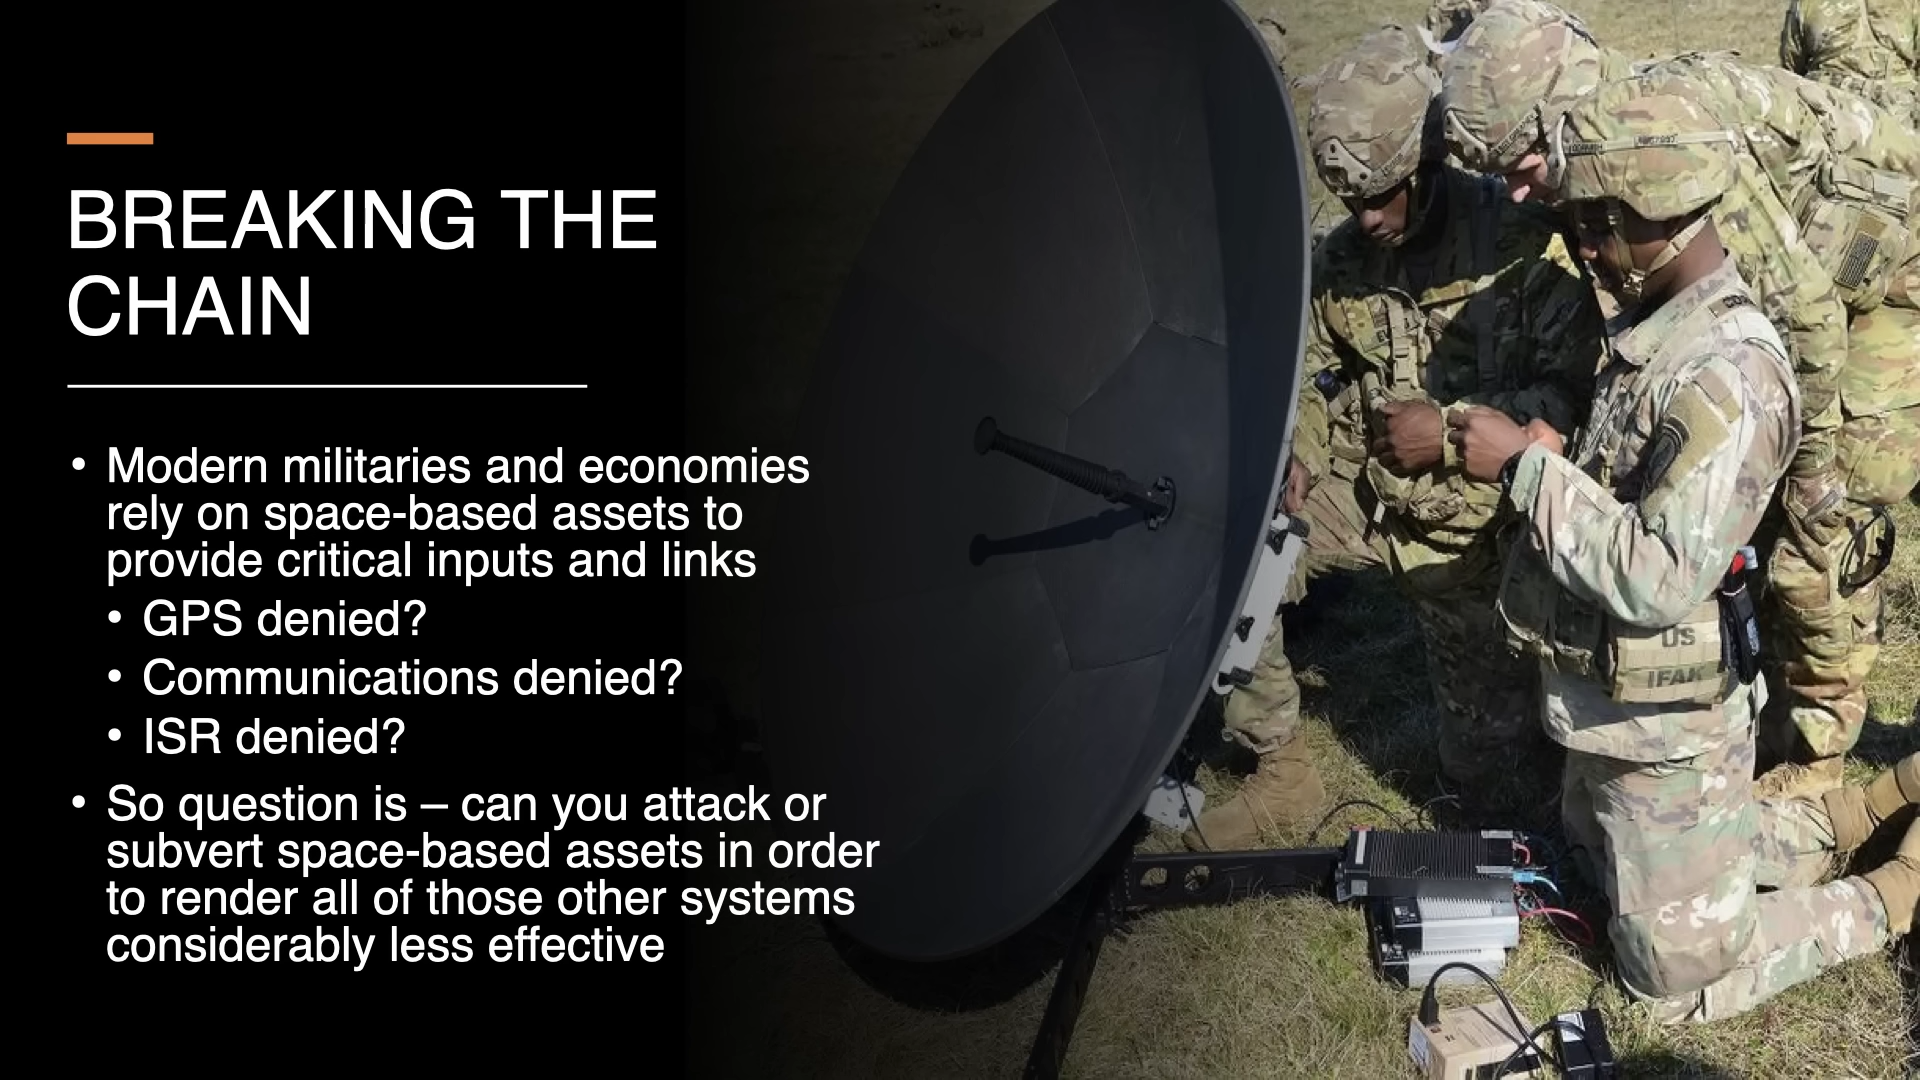 BREAKING THE
CHAIN
• Modern militaries and economies
rely on space-based assets to
provide critical inputs and links
• GPS denied?
• Communications denied?
• ISR denied?
• So question is – can you attack or
subvert space-based assets in order
to render all of those other systems
considerably less effective
US
IFAK